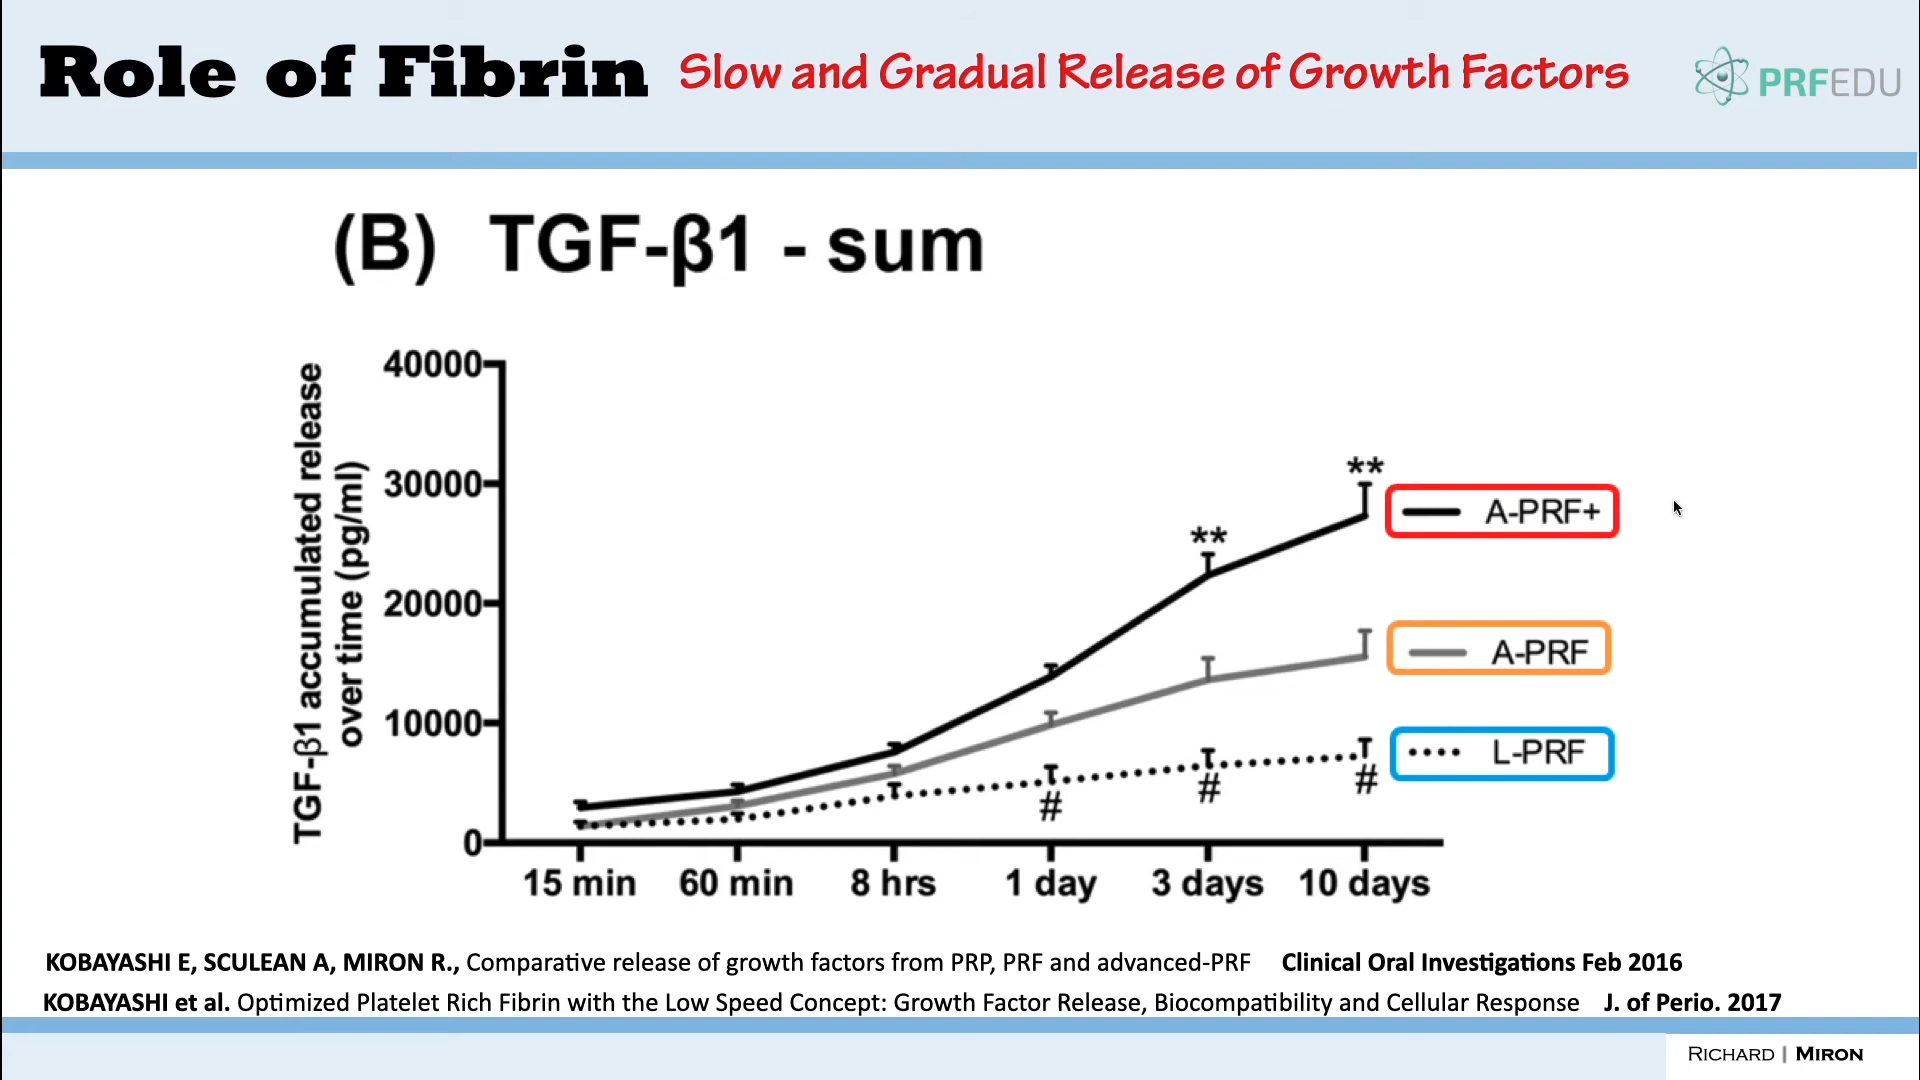 Role of Fibrin Slow and Gradual Release of Growth Factors
PRFEDU
(B) TGF-β1 - sum
TGF-β1 accumulated release
over time (pg/ml)
40000
30000
20000
10000
0
**
**
#
#
#
A-PRF+
A-PRF
L-PRF
15 min 60 min 8 hrs 1 day 3 days 10 days
KOBAYASHI E, SCULEAN A, MIRON R., Comparative release of growth factors from PRP, PRF and advanced-PRF Clinical Oral Investigations Feb 2016
KOBAYASHI et al. Optimized Platelet Rich Fibrin with the Low Speed Concept: Growth Factor Release, Biocompatibility and Cellular Response J. of Perio. 2017
RICHARD | MIRON